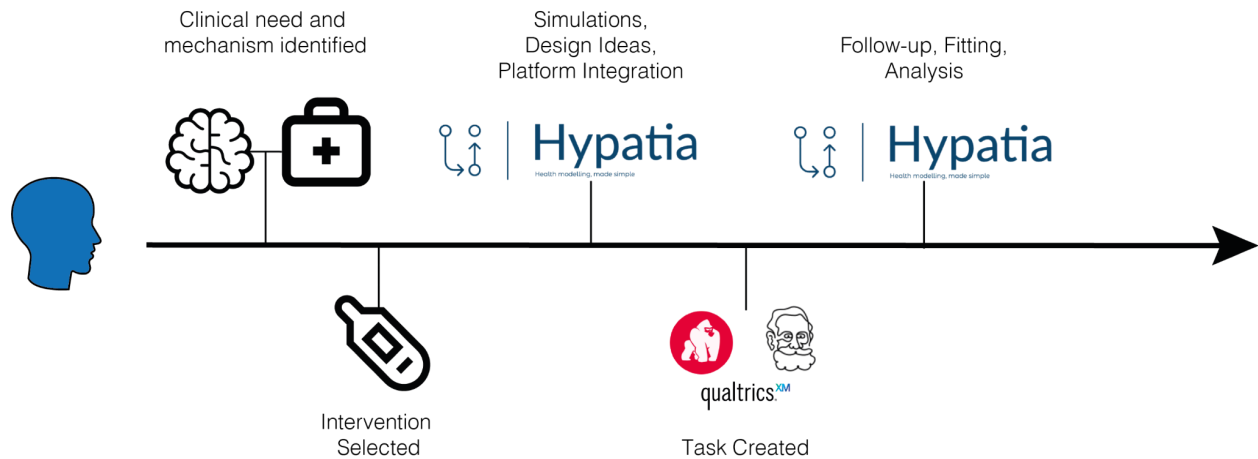 Clinical need and
mechanism identified
Simulations,
Design Ideas,
Platform Integration
Follow-up, Fitting,
Analysis
Hypatia
Health modelling, made simple
Hypatia
Health modelling, made simple
Intervention
Selected
qualtrics.XM
Task Created